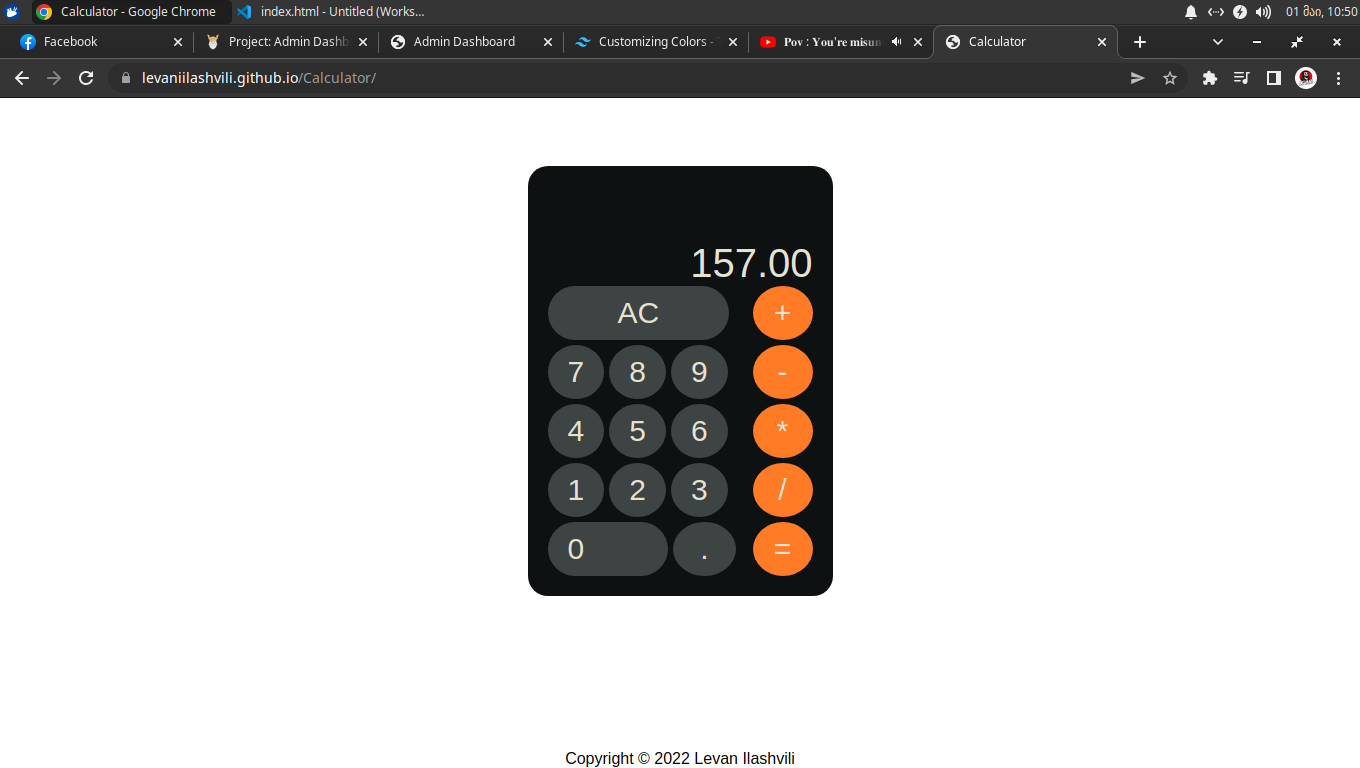 Calculator - Google Chrome index.html - Untitled (Works... 01 მაი, 10:50
Facebook Project: Admin Dashb Admin Dashboard Customizing Colors - Pov : You're misun Calculator
levaniilashvili.github.io/Calculator/
157.00
AC +
7 8 9 -
4 5 6 *
1 2 3 /
0 . =
Copyright © 2022 Levan Ilashvili